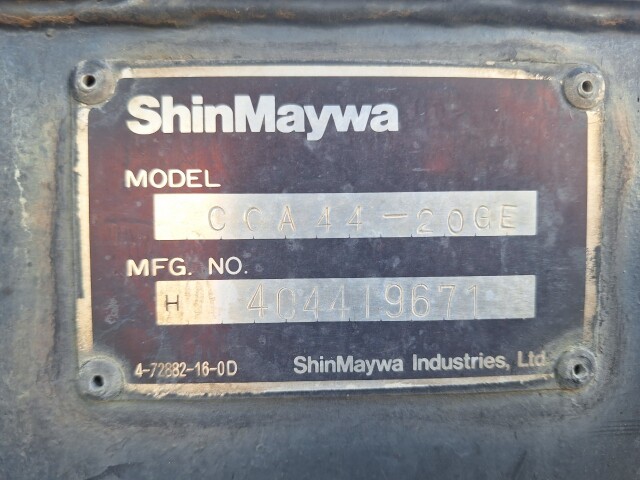 ShinMaywa
MODEL
CCA44-20GE
MFG. NO.
H 404419671
4-72882-16-0D
ShinMaywa Industries, Ltd.